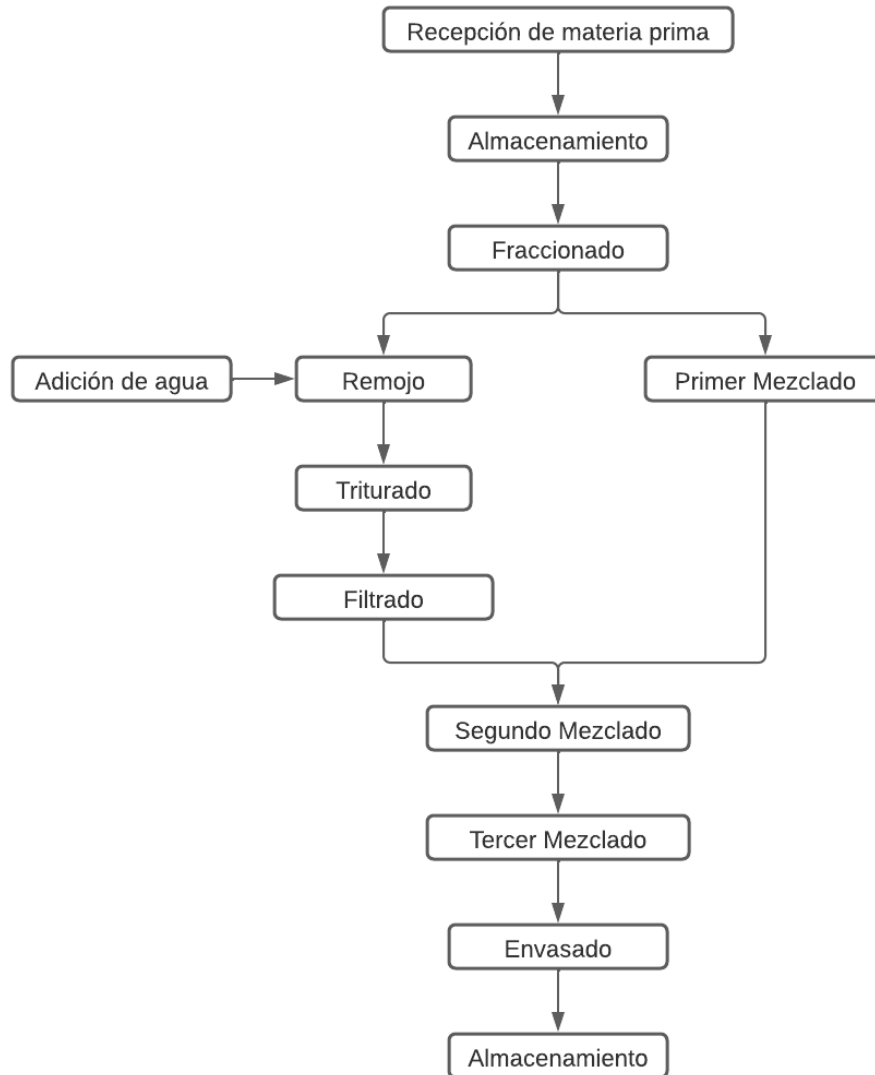 Recepción de materia prima
Almacenamiento
Fraccionado
Adición de agua
Remojo
Primer Mezclado
Triturado
Filtrado
Segundo Mezclado
Tercer Mezclado
Envasado
Almacenamiento